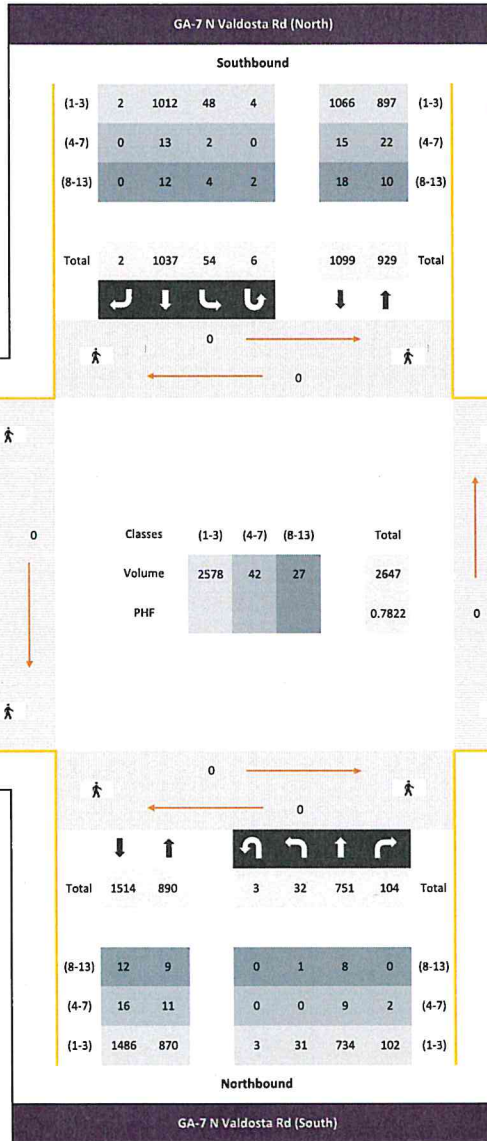 GA-7 N Valdosta Rd (North)
Southbound
(1-3) 2 1012 48 4 1066 897 (1-3)
(4-7) 0 13 2 0 15 22 (4-7)
(8-13) 0 12 4 2 18 10 (8-13)
Total 2 1037 54 6 1099 929 Total
0
0
0
Classes (1-3) (4-7) (8-13) Total
Volume 2578 42 27 2647
PHF 0.7822
0
0
0
Total 1514 890 3 32 751 104 Total
(8-13) 12 9 0 1 8 0 (8-13)
(4-7) 16 11 0 0 9 2 (4-7)
(1-3) 1486 870 3 31 734 102 (1-3)
Northbound
GA-7 N Valdosta Rd (South)